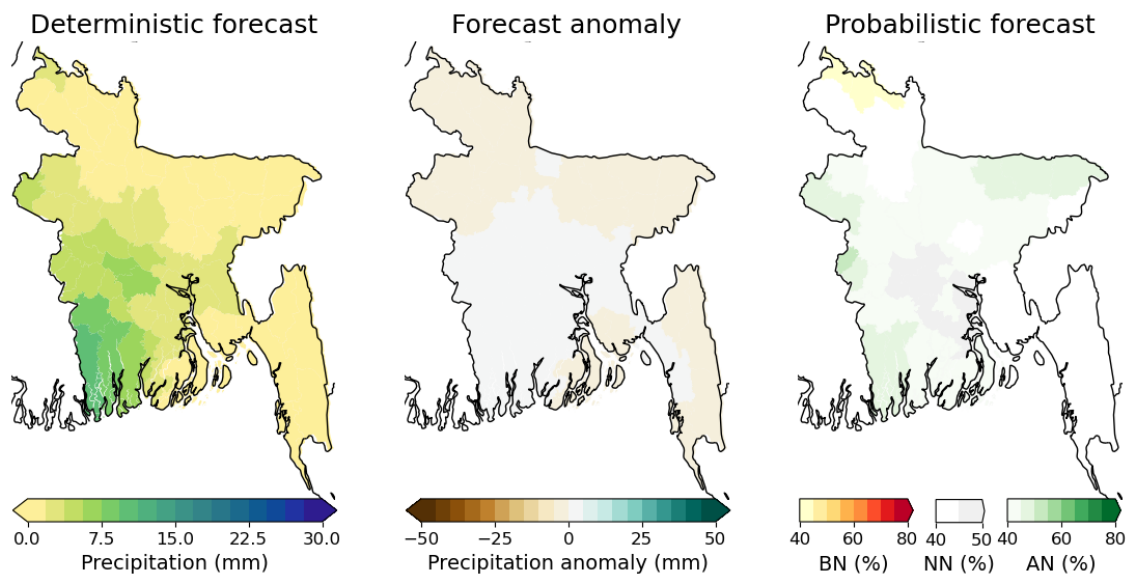 Deterministic forecast
Forecast anomaly
Probabilistic forecast
0.0 7.5 15.0 22.5 30.0
Precipitation (mm)
−50 −25 0 25 50
Precipitation anomaly (mm)
40 60 80
BN (%)
40 50
NN (%)
40 60 80
AN (%)